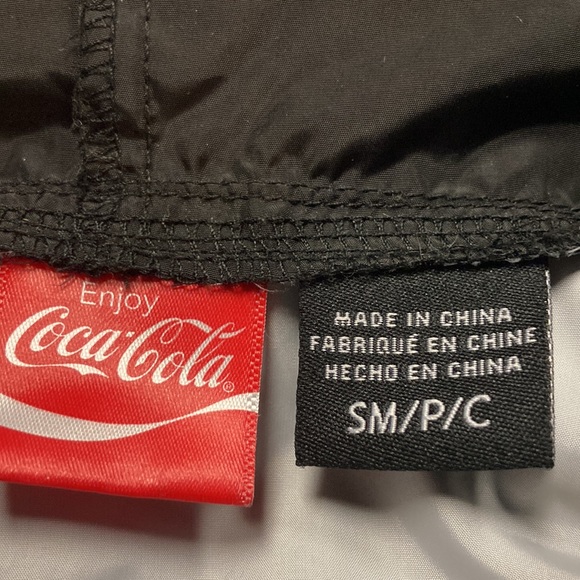 Enjoy
Coca-Cola®
MADE IN CHINA
FABRIQUÉ EN CHINE
HECHO EN CHINA
SM/P/C